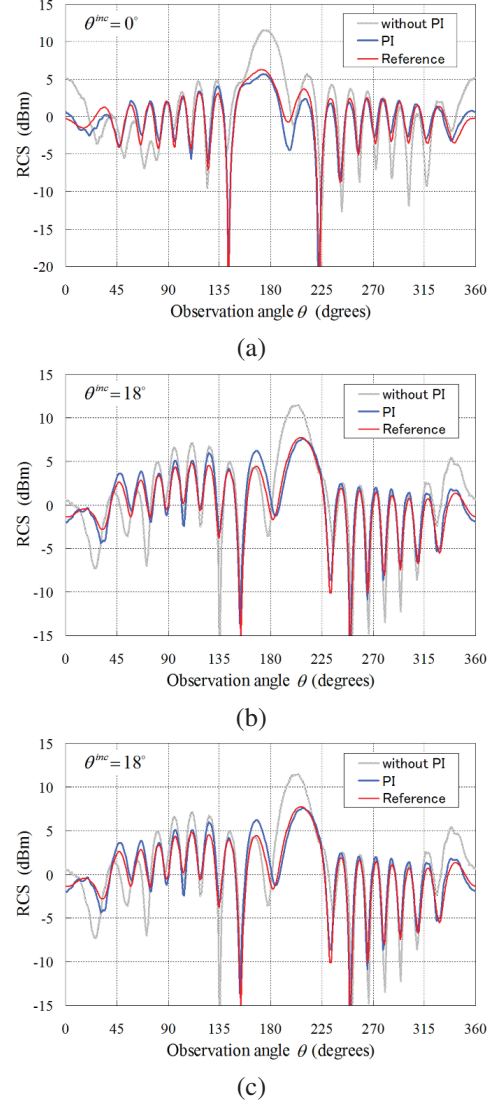 15
θ^inc = 0°
without PI
10
PI
Reference
5
0
-5
-10
-15
-20
RCS (dBm)
0 45 90 135 180 225 270 315 360
Observation angle θ (dgrees)
(a)
15
θ^inc = 18°
without PI
10
PI
Reference
5
0
-5
-10
-15
RCS (dBm)
0 45 90 135 180 225 270 315 360
Observation angle θ (degrees)
(b)
15
θ^inc = 18°
without PI
10
PI
Reference
5
0
-5
-10
-15
RCS (dBm)
0 45 90 135 180 225 270 315 360
Observation angle θ (degrees)
(c)